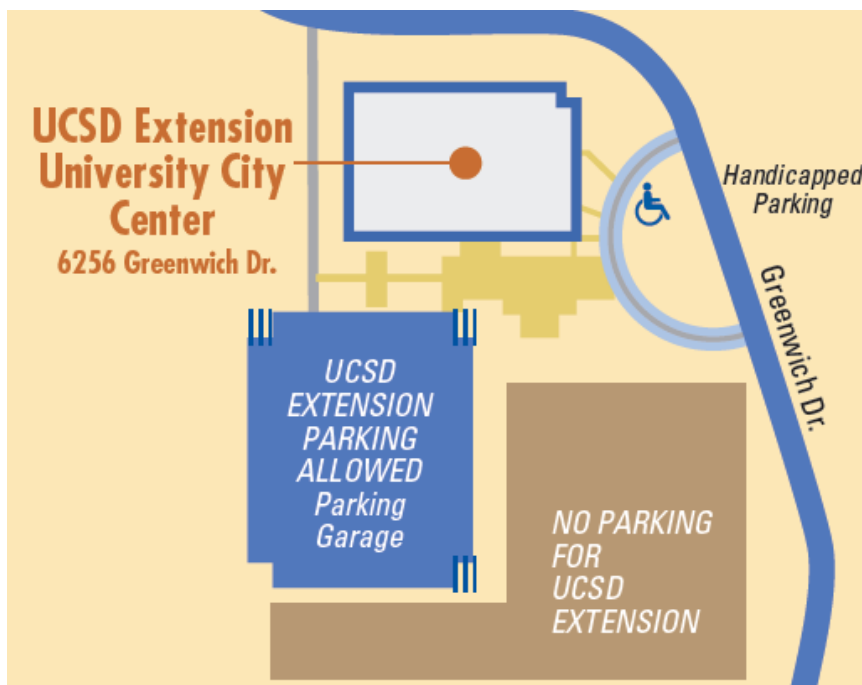 UCSD Extension
University City
Center
6256 Greenwich Dr.
Handicapped
Parking
Greenwich Dr.
UCSD
EXTENSION
PARKING
ALLOWED
Parking
Garage
NO PARKING
FOR
UCSD
EXTENSION